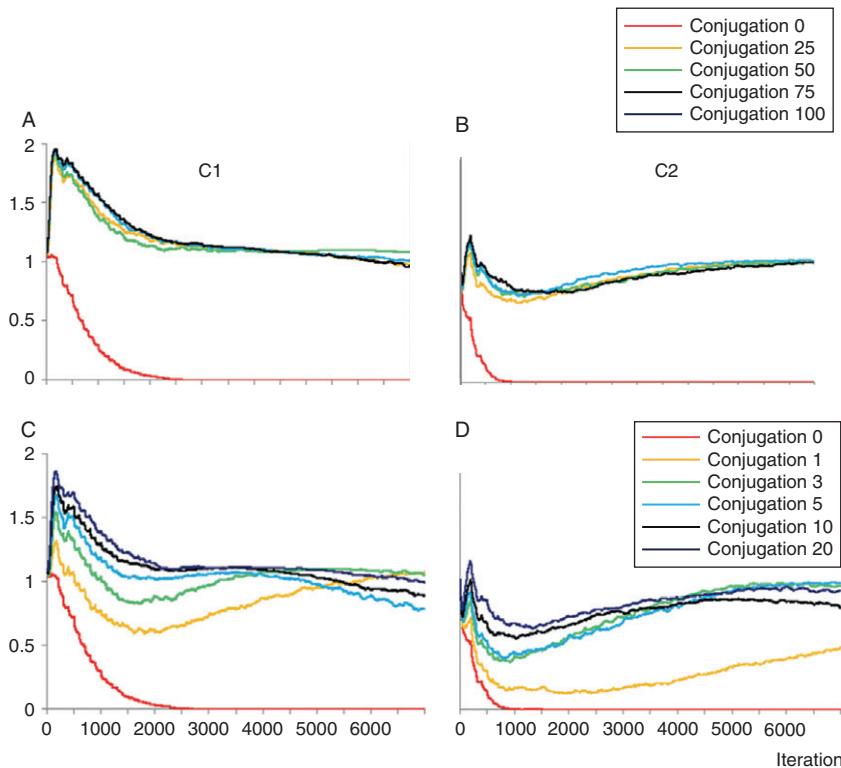 Conjugation 0
Conjugation 25
Conjugation 50
Conjugation 75
Conjugation 100
A
B
C1
C2
2
1.5
1
0.5
0
C
D
Conjugation 0
Conjugation 1
Conjugation 3
Conjugation 5
Conjugation 10
Conjugation 20
2
1.5
1
0.5
0
0 1000 2000 3000 4000 5000 6000
0 1000 2000 3000 4000 5000 6000
Iteration